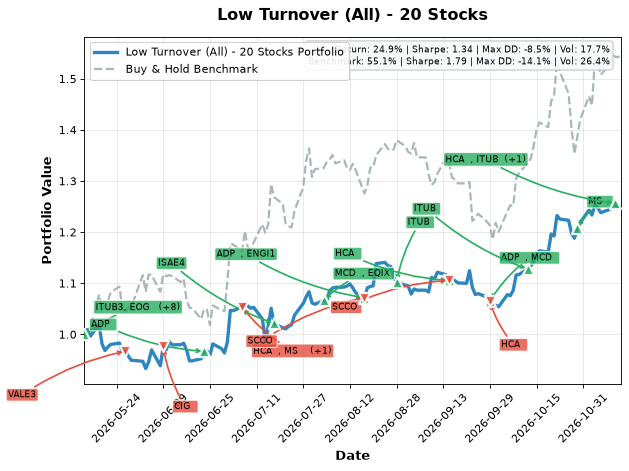 Low Turnover (All) - 20 Stocks
Low Turnover (All) - 20 Stocks Portfolio
Buy & Hold Benchmark
urn: 24.9% | Sharpe: 1.34 | Max DD: -8.5% | Vol: 17.7%
Benchmark: 55.1% | Sharpe: 1.79 | Max DD: -14.1% | Vol: 26.4%
Portfolio Value
1.5
1.4
1.3
1.2
1.1
1.0
HCA , ITUB (+1)
MS
ITUB
ITUB
ADP , ENGI1
HCA
ADP , MCD
ISAE4
MCD , EQIX
ITUB3, EOG (+8)
SCCO
ADP
SCCO
HCA , MS (+1)
HCA
VALE3
CIG
2026-05-24
2026-06-09
2026-06-25
2026-07-11
2026-07-27
2026-08-12
2026-08-28
2026-09-13
2026-09-29
2026-10-15
2026-10-31
Date